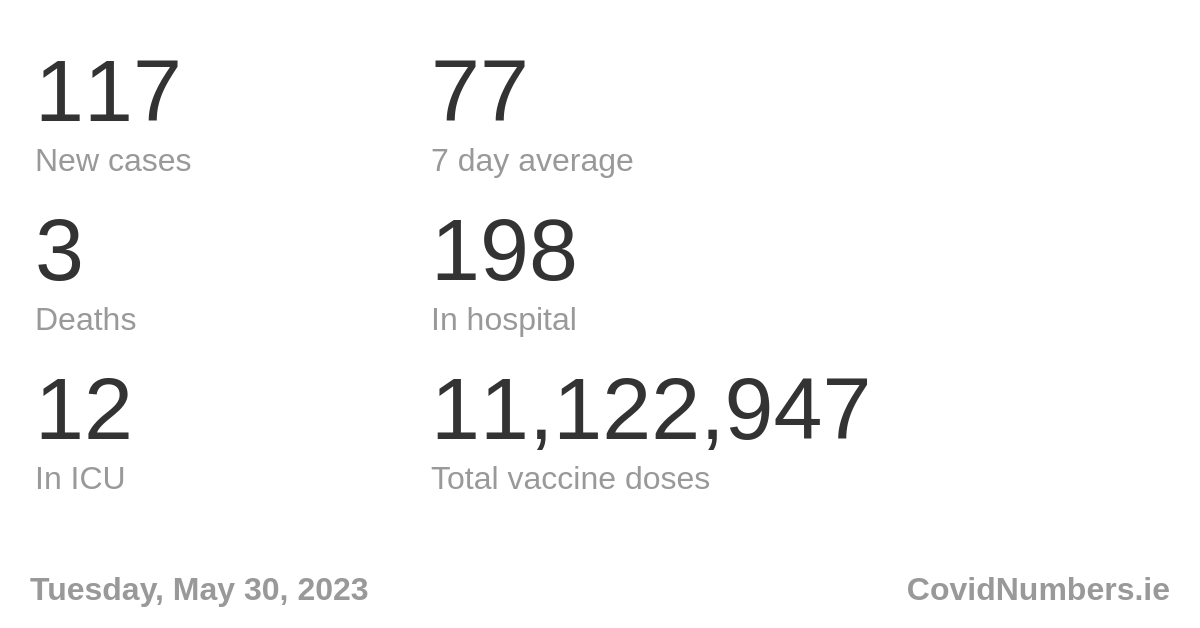 117
77
New cases
7 day average
3
198
Deaths
In hospital
12
11,122,947
In ICU
Total vaccine doses
Tuesday, May 30, 2023
CovidNumbers.ie